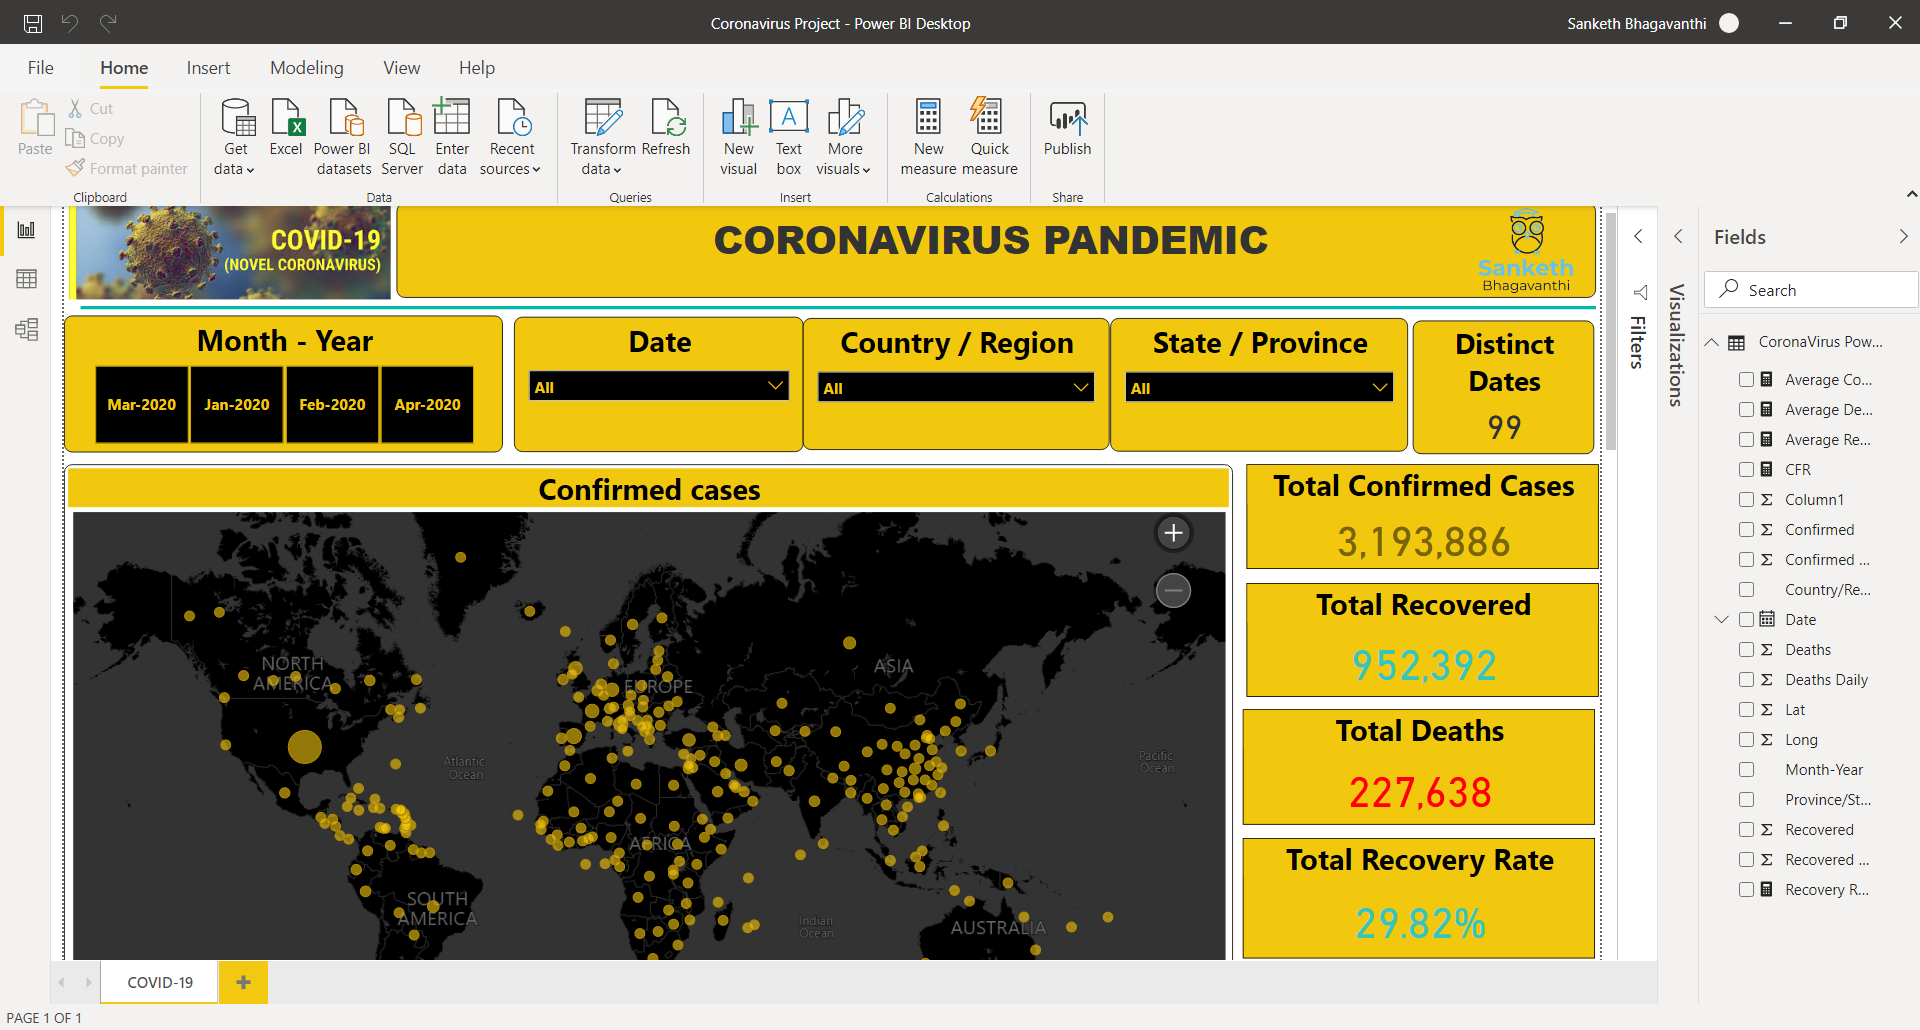 Coronavirus Project - Power BI Desktop
Sanketh Bhagavanthi
File Home Insert Modeling View Help
Paste
Cut
Copy
Format painter
Clipboard
Get data
Excel
Power BI datasets
SQL Server
Enter data
Recent sources
Data
Transform data
Refresh
Queries
New visual
Text box
More visuals
Insert
New measure
Quick measure
Calculations
Publish
Share
COVID-19
(NOVEL CORONAVIRUS)
CORONAVIRUS PANDEMIC
Sanketh
Bhagavanthi
Month - Year
Mar-2020 Jan-2020 Feb-2020 Apr-2020
Date
All
Country / Region
All
State / Province
All
Distinct
Dates
99
Confirmed cases
NORTH
AMERICA
EUROPE
ASIA
Atlantic
Ocean
Pacific
Ocean
AFRICA
SOUTH
AMERICA
Indian
Ocean
AUSTRALIA
Total Confirmed Cases
3,193,886
Total Recovered
952,392
Total Deaths
227,638
Total Recovery Rate
29.82%
Filters
Visualizations
Fields
Search
CoronaVirus Pow...
Average Co...
Average De...
Average Re...
CFR
Column1
Confirmed
Confirmed ...
Country/Re...
Date
Deaths
Deaths Daily
Lat
Long
Month-Year
Province/St...
Recovered
Recovered ...
Recovery R...
COVID-19
PAGE 1 OF 1